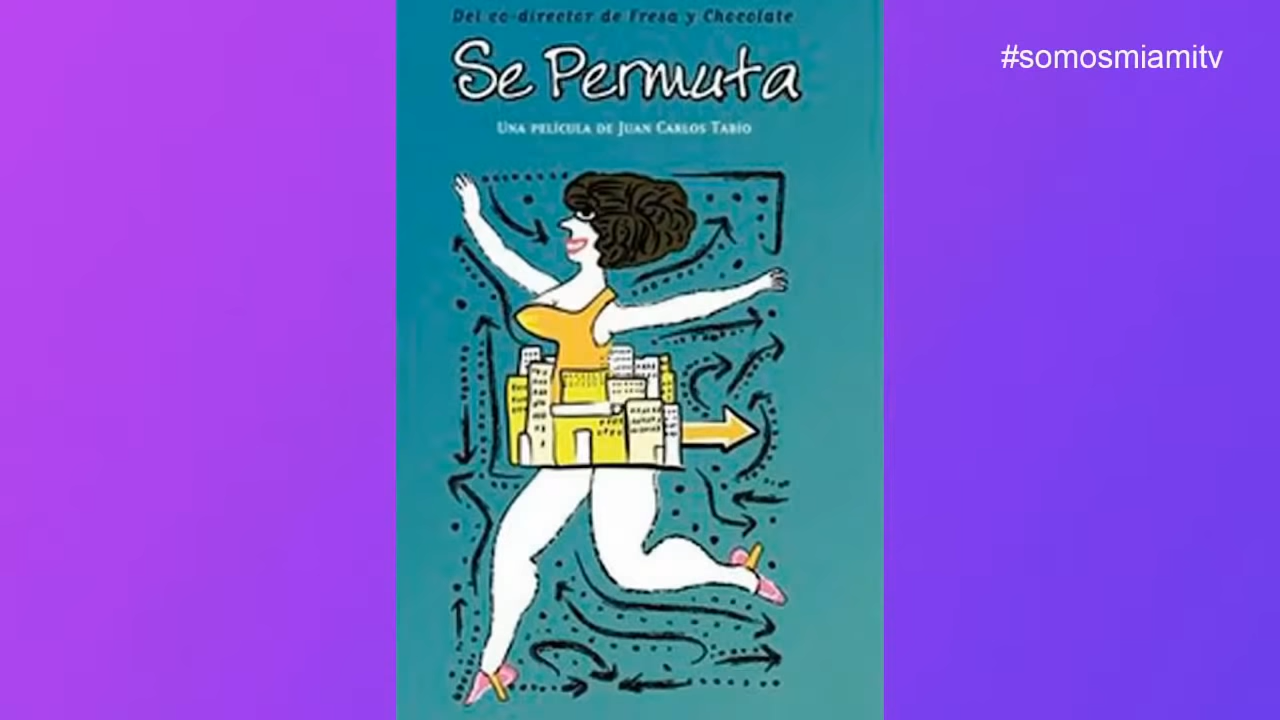 Del co-director de Fresa y Chocolate
Se Permuta
UNA PELÍCULA DE JUAN CARLOS TABÍO
#somosmiamitv